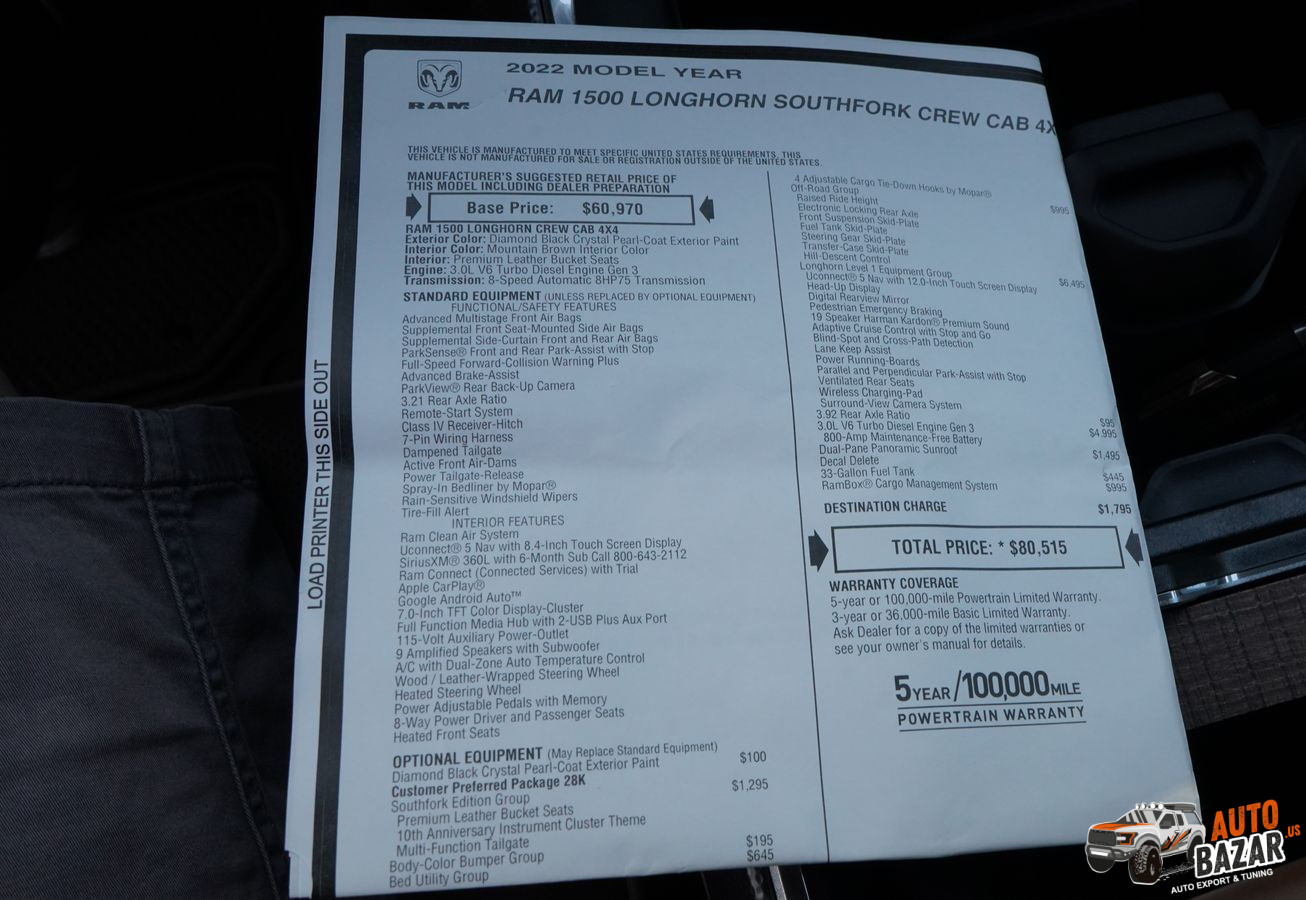 RAM
2022 MODEL YEAR
RAM 1500 LONGHORN SOUTHFORK CREW CAB 4X
THIS VEHICLE IS MANUFACTURED TO MEET SPECIFIC UNITED STATES REQUIREMENTS. THIS
VEHICLE IS NOT MANUFACTURED FOR SALE OR REGISTRATION OUTSIDE OF THE UNITED STATES.
MANUFACTURER'S SUGGESTED RETAIL PRICE OF
THIS MODEL INCLUDING DEALER PREPARATION
Base Price: $60,970
RAM 1500 LONGHORN CREW CAB 4X4
Exterior Color: Diamond Black Crystal Pearl-Coat Exterior Paint
Interior Color: Mountain Brown Interior Color
Interior: Premium Leather Bucket Seats
Engine: 3.0L V6 Turbo Diesel Engine Gen 3
Transmission: 8-Speed Automatic 8HP75 Transmission
STANDARD EQUIPMENT (UNLESS REPLACED BY OPTIONAL EQUIPMENT)
FUNCTIONAL/SAFETY FEATURES
Advanced Multistage Front Air Bags
Supplemental Front Seat-Mounted Side Air Bags
Supplemental Side-Curtain Front and Rear Air Bags
ParkSense® Front and Rear Park-Assist with Stop
Full-Speed Forward-Collision Warning Plus
Advanced Brake-Assist
ParkView® Rear Back-Up Camera
3.21 Rear Axle Ratio
Remote-Start System
Class IV Receiver-Hitch
7-Pin Wiring Harness
Dampened Tailgate
Active Front Air-Dams
Power Tailgate-Release
Spray-In Bedliner by Mopar®
Rain-Sensitive Windshield Wipers
Tire-Fill Alert
INTERIOR FEATURES
Ram Clean Air System
Uconnect® 5 Nav with 8.4-Inch Touch Screen Display
SiriusXM® 360L with 6-Month Sub Call 800-643-2112
Ram Connect (Connected Services) with Trial
Apple CarPlay®
Google Android Auto™
7.0-Inch TFT Color Display-Cluster
Full Function Media Hub with 2-USB Plus Aux Port
115-Volt Auxiliary Power-Outlet
9 Amplified Speakers with Subwoofer
A/C with Dual-Zone Auto Temperature Control
Wood / Leather-Wrapped Steering Wheel
Heated Steering Wheel
Power Adjustable Pedals with Memory
8-Way Power Driver and Passenger Seats
Heated Front Seats
OPTIONAL EQUIPMENT (May Replace Standard Equipment)
Diamond Black Crystal Pearl-Coat Exterior Paint $100
Customer Preferred Package 28K
Southfork Edition Group $1,295
Premium Leather Bucket Seats
10th Anniversary Instrument Cluster Theme
Multi-Function Tailgate
Body-Color Bumper Group $195
Bed Utility Group $645
4 Adjustable Cargo Tie-Down Hooks by Mopar®
Off-Road Group $995
Raised Ride Height
Electronic Locking Rear Axle
Front Suspension Skid-Plate
Fuel Tank Skid-Plate
Steering Gear Skid-Plate
Transfer-Case Skid-Plate
Hill-Descent Control
Longhorn Level 1 Equipment Group $6,495
Uconnect® 5 Nav with 12.0-Inch Touch Screen Display
Head-Up Display
Digital Rearview Mirror
Pedestrian Emergency Braking
19 Speaker Harman Kardon® Premium Sound
Adaptive Cruise Control with Stop and Go
Blind-Spot and Cross-Path Detection
Lane Keep Assist
Power Running-Boards
Parallel and Perpendicular Park-Assist with Stop
Ventilated Rear Seats
Wireless Charging-Pad
Surround-View Camera System
3.92 Rear Axle Ratio $95
3.0L V6 Turbo Diesel Engine Gen 3 $4,995
800-Amp Maintenance-Free Battery
Dual-Pane Panoramic Sunroof $1,495
Decal Delete
33-Gallon Fuel Tank $445
RamBox® Cargo Management System $995
DESTINATION CHARGE $1,795
TOTAL PRICE: * $80,515
WARRANTY COVERAGE
5-year or 100,000-mile Powertrain Limited Warranty.
3-year or 36,000-mile Basic Limited Warranty.
Ask Dealer for a copy of the limited warranties or
see your owner's manual for details.
5 YEAR/100,000 MILE
POWERTRAIN WARRANTY
LOAD PRINTER THIS SIDE OUT
AUTO
BAZAR.US
AUTO EXPORT & TUNING